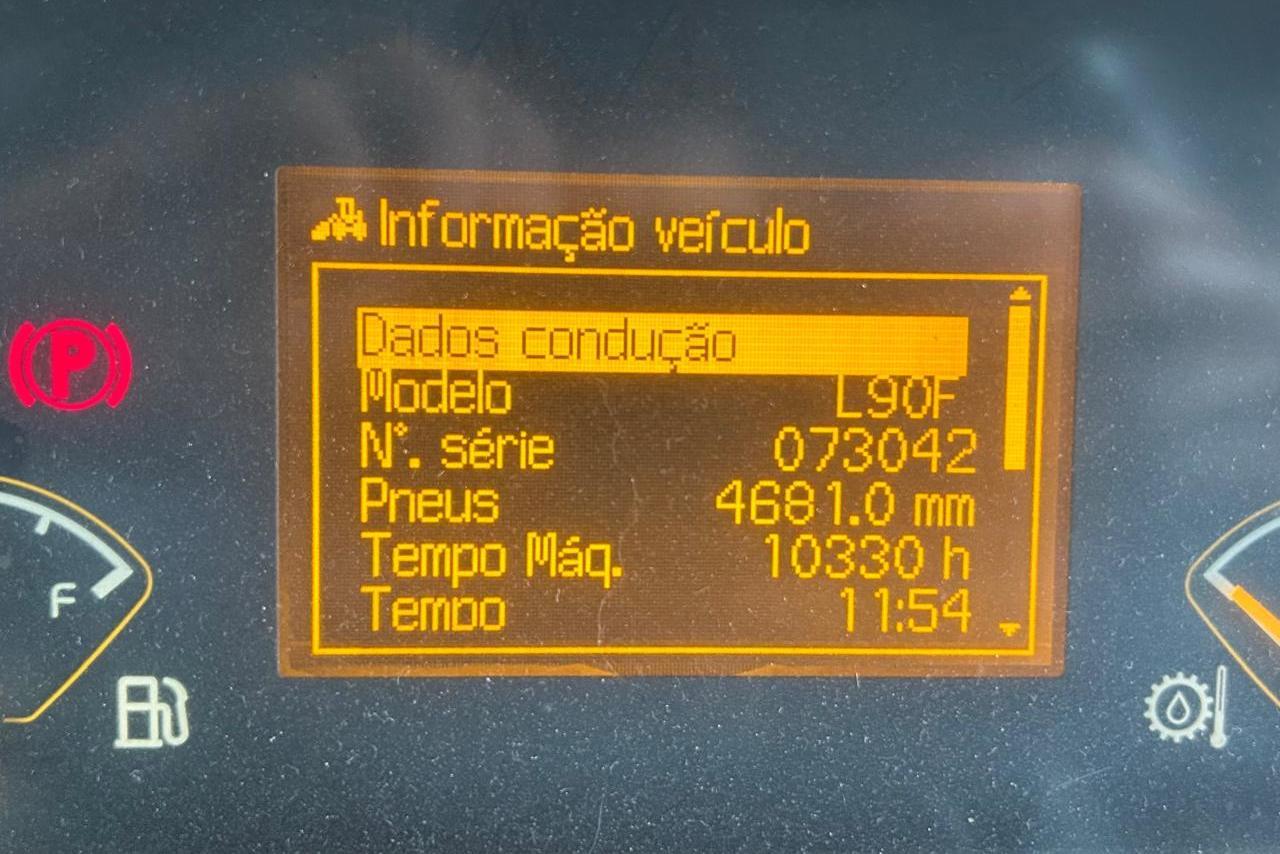 Informação veículo
Dados condução
Modelo L90F
N°. série 073042
Pneus 4681.0 mm
Tempo Máq. 10330 h
Tempo 11:54
P
F